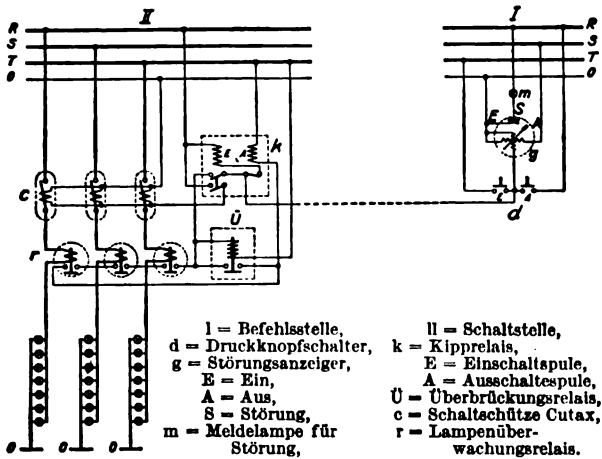 II
I
R
S
T
0
R
S
T
0
m
S
E
A
g
E
A
k
E
A
d
c
Ü
r
0
0
0
1 = Befehlsstelle,
d = Druckknopfschalter,
g = Störungsanzeiger,
E = Ein,
A = Aus,
S = Störung,
m = Meldelampe für
Störung,
II = Schaltstelle,
k = Kipprelais,
E = Einschaltspule,
A = Ausschaltespule,
Ü = Überbrückungsrelais,
c = Schaltschütze Cutax,
r = Lampenüber-
wachungsrelais.